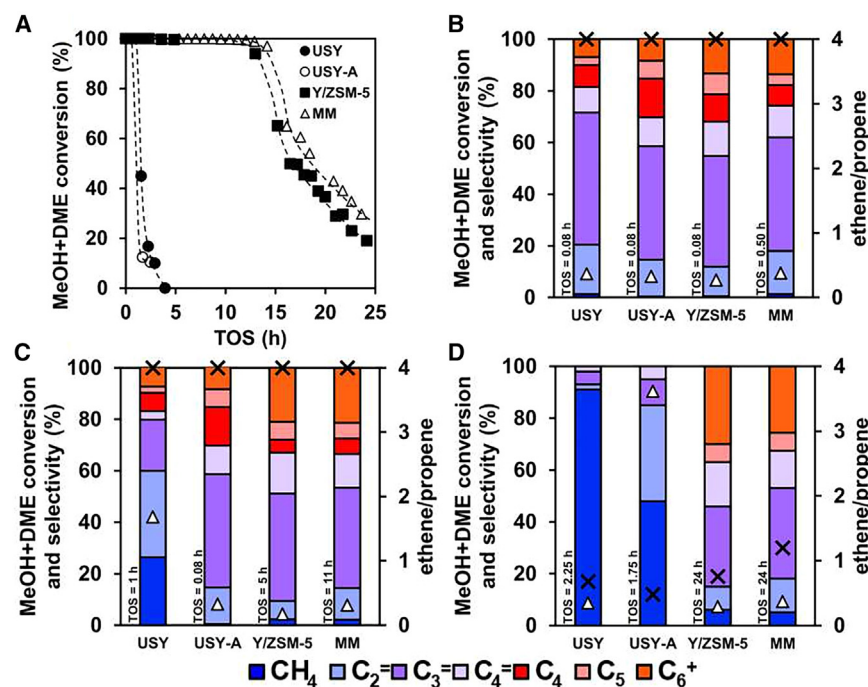 A
MeOH+DME conversion (%)
100
80
60
40
20
0
0 5 10 15 20 25
TOS (h)
USY
USY-A
Y/ZSM-5
MM
B
MeOH+DME conversion
and selectivity (%)
100
80
60
40
20
0
TOS = 0.08 h
TOS = 0.08 h
TOS = 0.08 h
TOS = 0.50 h
4
3
2
1
0
ethene/propene
USY USY-A Y/ZSM-5 MM
C
MeOH+DME conversion
and selectivity (%)
100
80
60
40
20
0
TOS = 1 h
TOS = 0.08 h
TOS = 5 h
TOS = 11 h
4
3
2
1
0
ethene/propene
USY USY-A Y/ZSM-5 MM
D
MeOH+DME conversion
and selectivity (%)
100
80
60
40
20
0
TOS = 2.25 h
TOS = 1.75 h
TOS = 24 h
TOS = 24 h
4
3
2
1
0
ethene/propene
USY USY-A Y/ZSM-5 MM
CH₄ C₂= C₃= C₄= C₄ C₅ C₆⁺